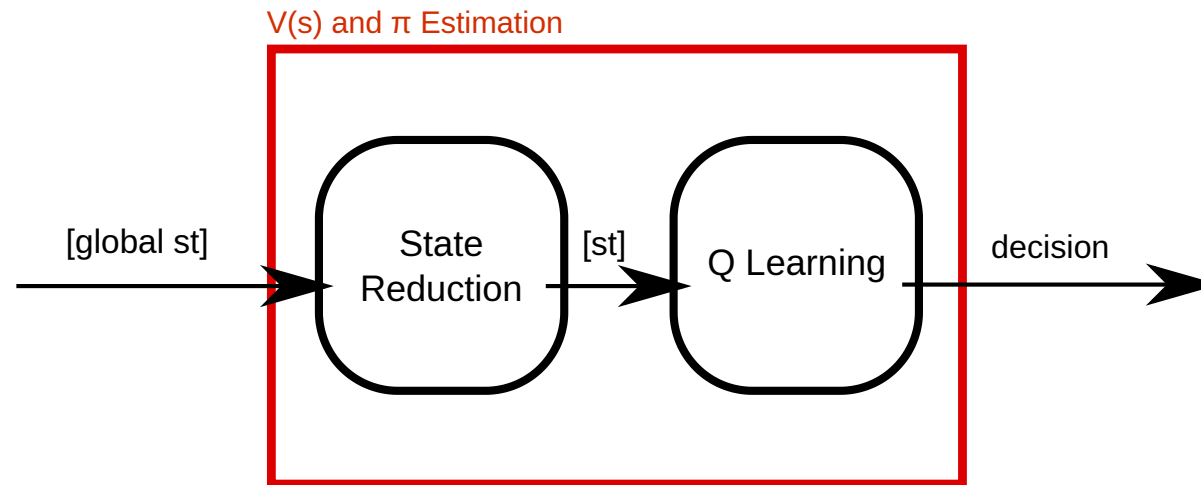 V(s) and π Estimation
[global st]
State
Reduction
[st]
Q Learning
decision